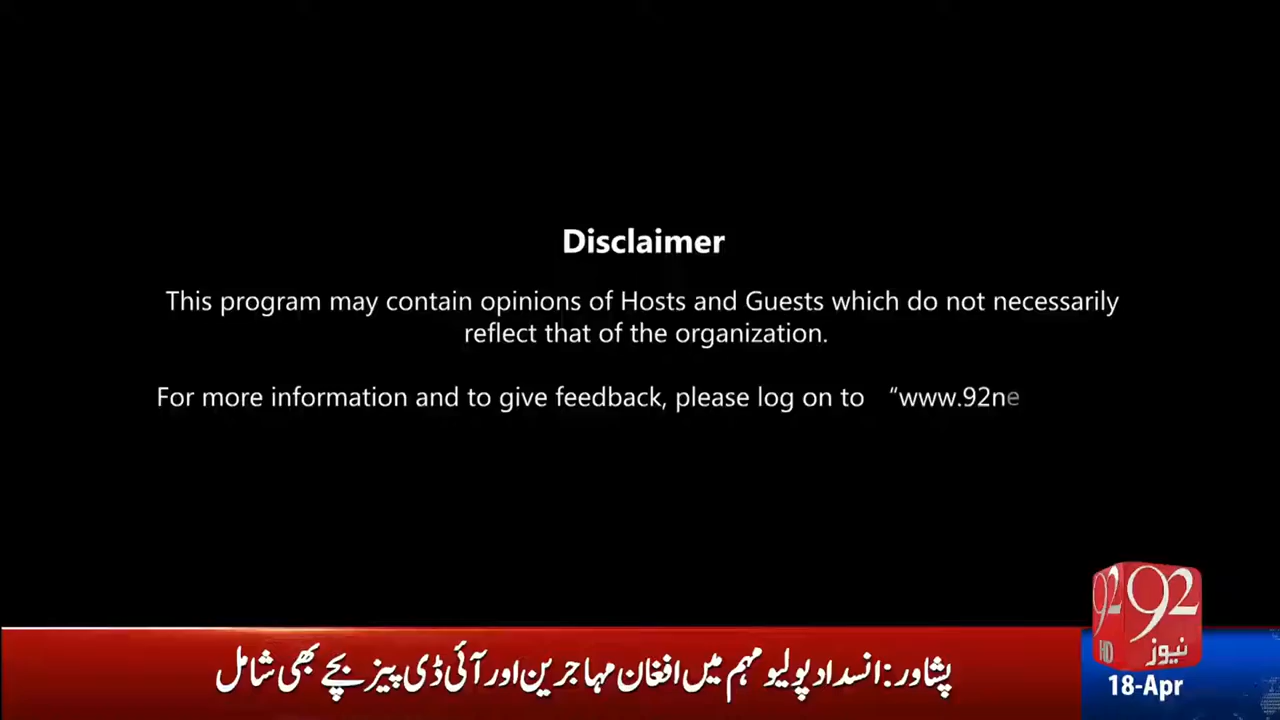 Disclaimer
This program may contain opinions of Hosts and Guests which do not necessarily
reflect that of the organization.
For more information and to give feedback, please log on to “www.92ne
92 92
HD نیوز
پشاور: انسداد پولیو مہم میں افغان مہاجرین اور آئی ڈی پیز بچے بھی شامل
18-Apr